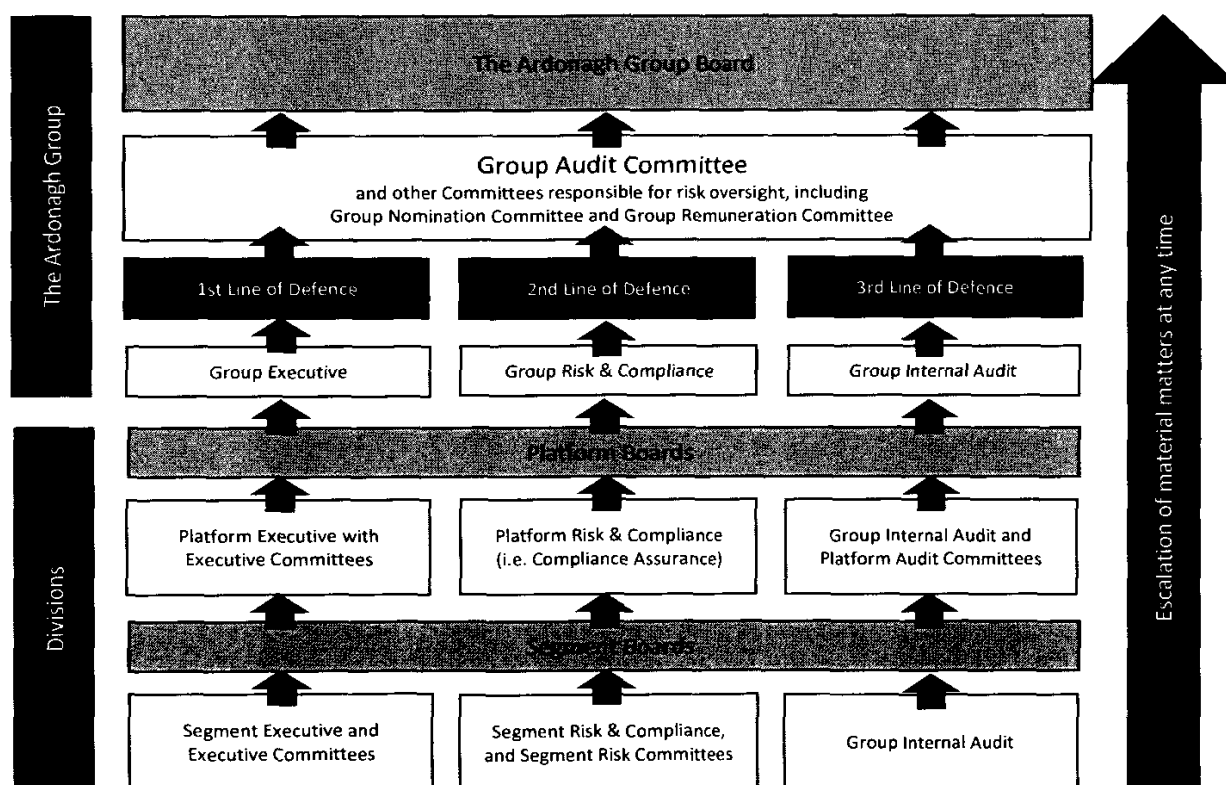 The Ardonagh Group Board
The Ardonagh Group
Group Audit Committee
and other Committees responsible for risk oversight, including
Group Nomination Committee and Group Remuneration Committee
1st Line of Defence
2nd Line of Defence
3rd Line of Defence
Group Executive
Group Risk & Compliance
Group Internal Audit
Escalation of material matters at any time
Divisions
Platform Boards
Platform Executive with
Executive Committees
Platform Risk & Compliance
(i.e. Compliance Assurance)
Group Internal Audit and
Platform Audit Committees
Segment Boards
Segment Executive and
Executive Committees
Segment Risk & Compliance,
and Segment Risk Committees
Group Internal Audit